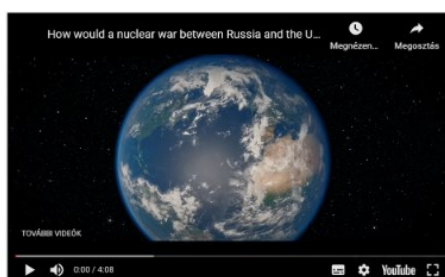 How would a nuclear war between Russia and the U...
Megnézen...
Megosztás
TOVÁBBI VIDEÓK
0:00 / 4:08
YouTube